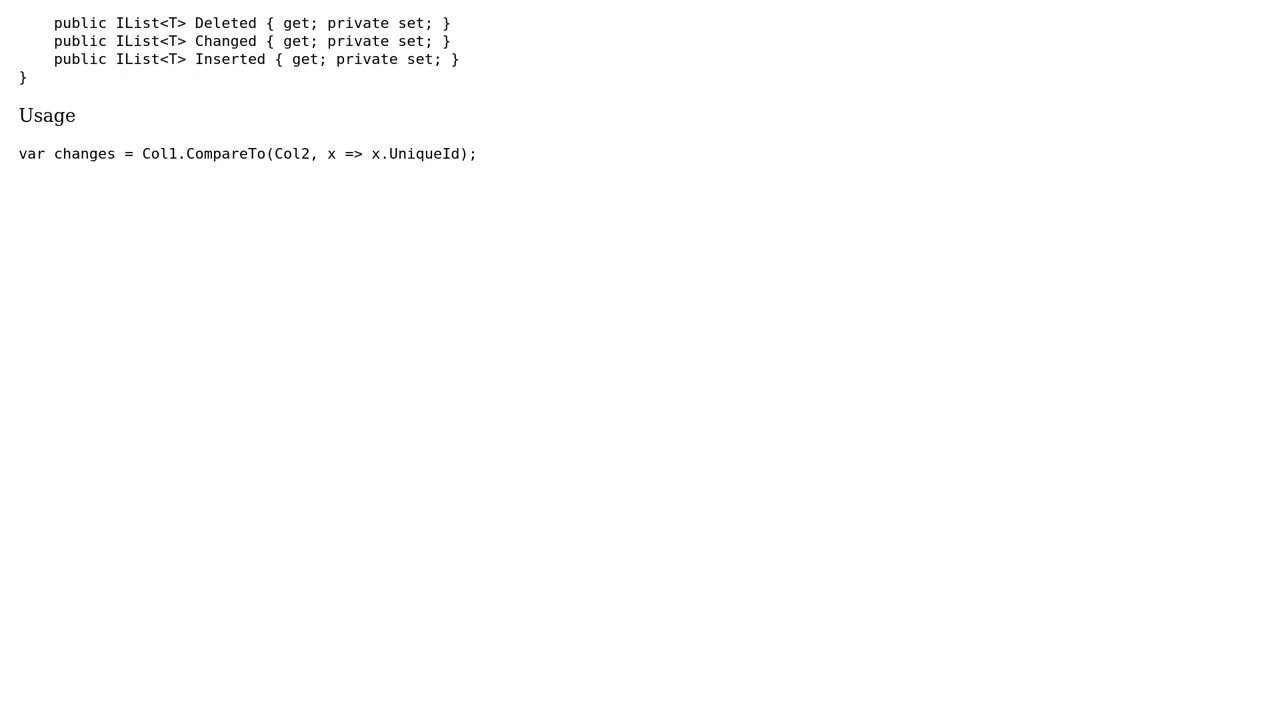 public IList<T> Deleted { get; private set; }
    public IList<T> Changed { get; private set; }
    public IList<T> Inserted { get; private set; }
}
Usage
var changes = Col1.CompareTo(Col2, x => x.UniqueId);